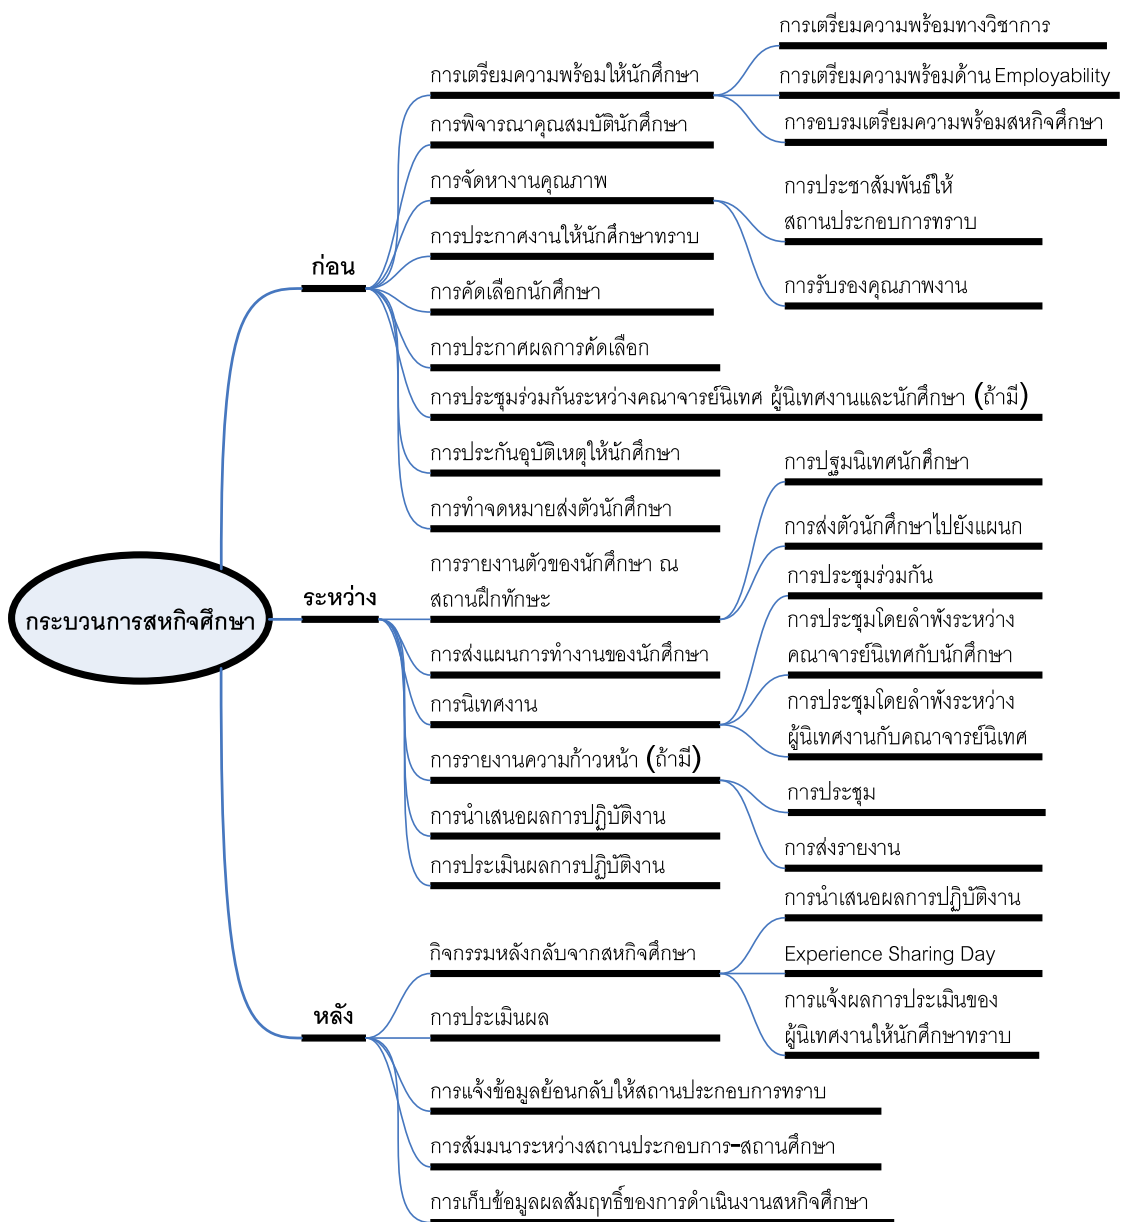 กระบวนการสหกิจศึกษา
ก่อน
การเตรียมความพร้อมให้นักศึกษา
การเตรียมความพร้อมทางวิชาการ
การเตรียมความพร้อมด้าน Employability
การอบรมเตรียมความพร้อมสหกิจศึกษา
การพิจารณาคุณสมบัตินักศึกษา
การจัดหางานคุณภาพ
การประชาสัมพันธ์ให้
สถานประกอบการทราบ
การรับรองคุณภาพงาน
การประกาศงานให้นักศึกษาทราบ
การคัดเลือกนักศึกษา
การประกาศผลการคัดเลือก
การประชุมร่วมกันระหว่างคณาจารย์นิเทศ ผู้นิเทศงานและนักศึกษา (ถ้ามี)
การประกันอุบัติเหตุให้นักศึกษา
การทำจดหมายส่งตัวนักศึกษา
ระหว่าง
การรายงานตัวของนักศึกษา ณ
สถานฝึกทักษะ
การปฐมนิเทศนักศึกษา
การส่งตัวนักศึกษาไปยังแผนก
การส่งแผนการทำงานของนักศึกษา
การนิเทศงาน
การประชุมร่วมกัน
การประชุมโดยลำพังระหว่าง
คณาจารย์นิเทศกับนักศึกษา
การประชุมโดยลำพังระหว่าง
ผู้นิเทศงานกับคณาจารย์นิเทศ
การรายงานความก้าวหน้า (ถ้ามี)
การประชุม
การส่งรายงาน
การนำเสนอผลการปฏิบัติงาน
การประเมินผลการปฏิบัติงาน
หลัง
กิจกรรมหลังกลับจากสหกิจศึกษา
การนำเสนอผลการปฏิบัติงาน
Experience Sharing Day
การแจ้งผลการประเมินของ
ผู้นิเทศงานให้นักศึกษาทราบ
การประเมินผล
การแจ้งข้อมูลย้อนกลับให้สถานประกอบการทราบ
การสัมมนาระหว่างสถานประกอบการ-สถานศึกษา
การเก็บข้อมูลผลสัมฤทธิ์ของการดำเนินงานสหกิจศึกษา